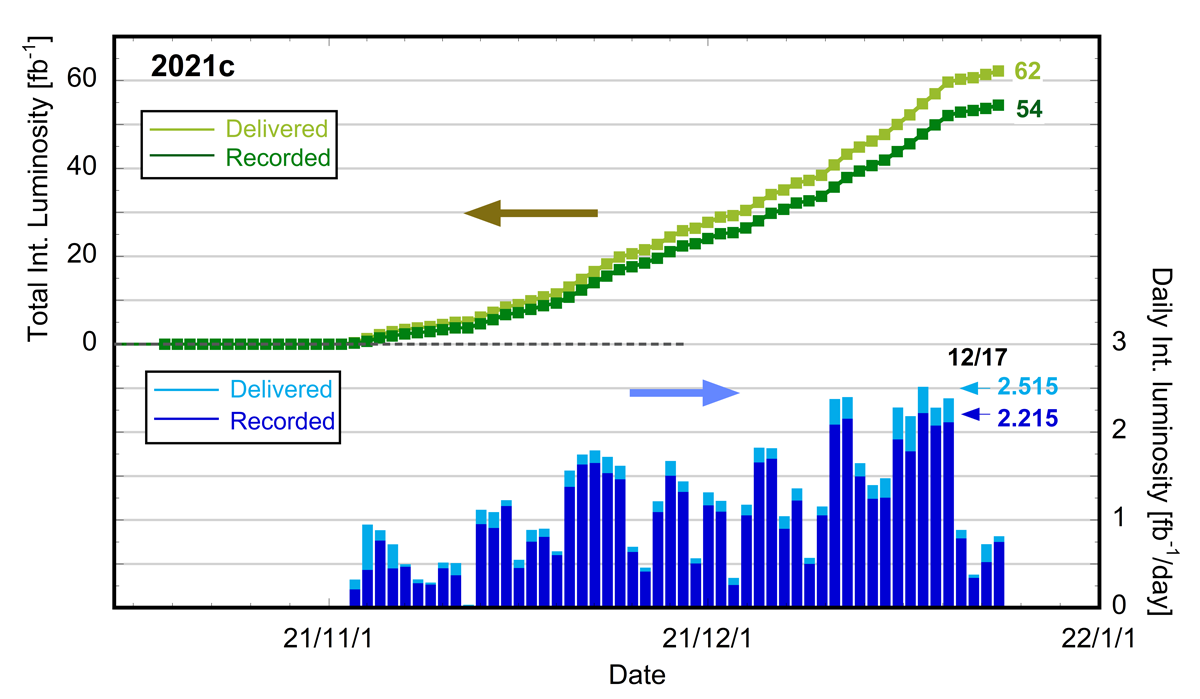 2021c
Total Int. Luminosity [fb⁻¹]
60
40
20
0
Delivered
Recorded
62
54
Delivered
Recorded
12/17
2.515
2.215
3
2
1
0
Daily Int. luminosity [fb⁻¹/day]
21/11/1
21/12/1
22/1/1
Date